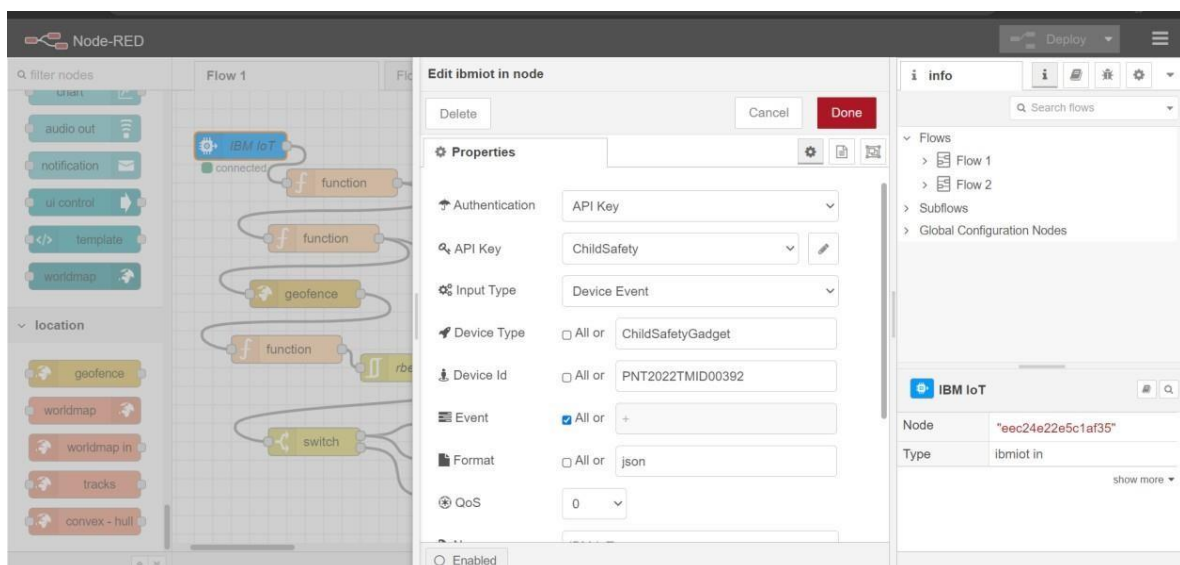 Node-RED
Deploy
filter nodes
chart
audio out
notification
ui control
template
worldmap
location
geofence
worldmap
worldmap in
tracks
convex - hull
Flow 1
IBM IoT
connected
function
function
geofence
function
rbe
switch
Edit ibmiot in node
Delete
Cancel
Done
Properties
Authentication
API Key
API Key
ChildSafety
Input Type
Device Event
Device Type
All or
ChildSafetyGadget
Device Id
All or
PNT2022TMID00392
Event
All or
+
Format
All or
json
QoS
0
Enabled
i info
i
Search flows
Flows
Flow 1
Flow 2
Subflows
Global Configuration Nodes
IBM IoT
Node
"eec24e22e5c1af35"
Type
ibmiot in
show more